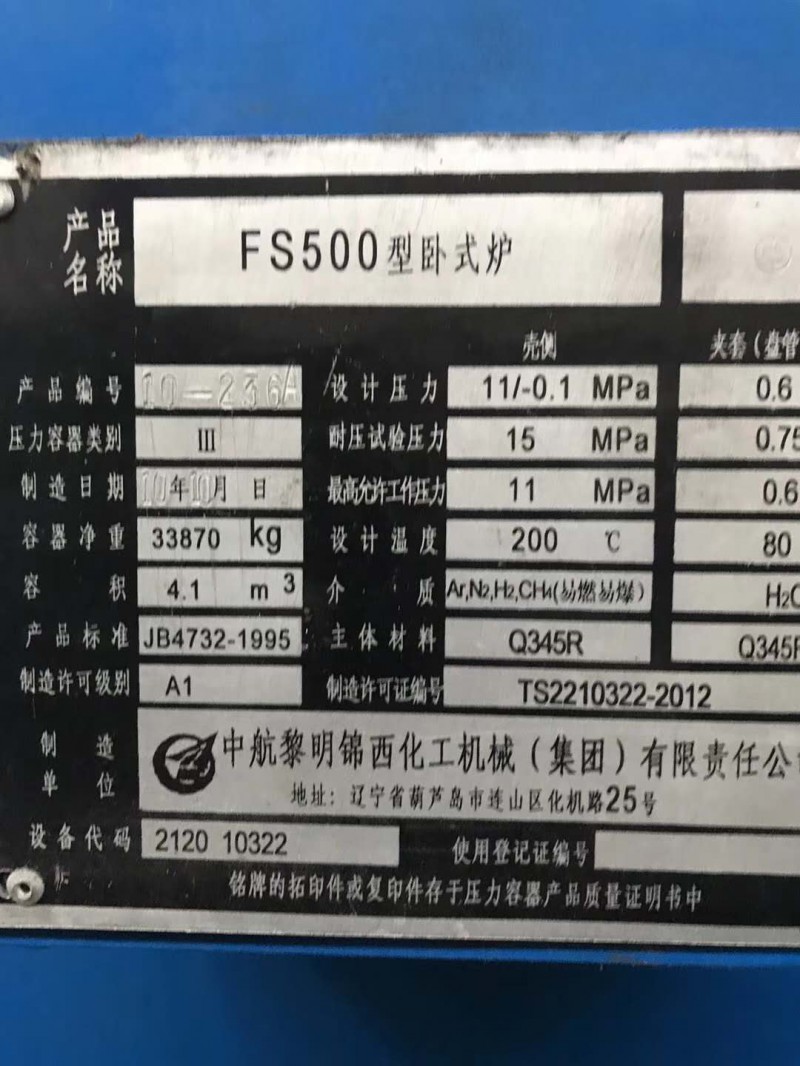 产品名称 FS500型卧式炉
壳侧 夹套(盘管
产品编号 10-236A 设计压力 11/-0.1 MPa 0.6
压力容器类别 III 耐压试验压力 15 MPa 0.75
制造日期 10年10月 日 最高允许工作压力 11 MPa 0.6
容器净重 33870 kg 设计温度 200 ℃ 80
容积 4.1 m³ 介质 Ar,N2,H2,CH4(易燃易爆) H2O
产品标准 JB4732-1995 主体材料 Q345R Q345R
制造许可级别 A1 制造许可证编号 TS2210322-2012
制造单位 中航黎明锦西化工机械(集团)有限责任公
地址: 辽宁省葫芦岛市连山区化机路25号
设备代码 2120 10322 使用登记证编号
铭牌的拓印件或复印件存于压力容器产品质量证明书中